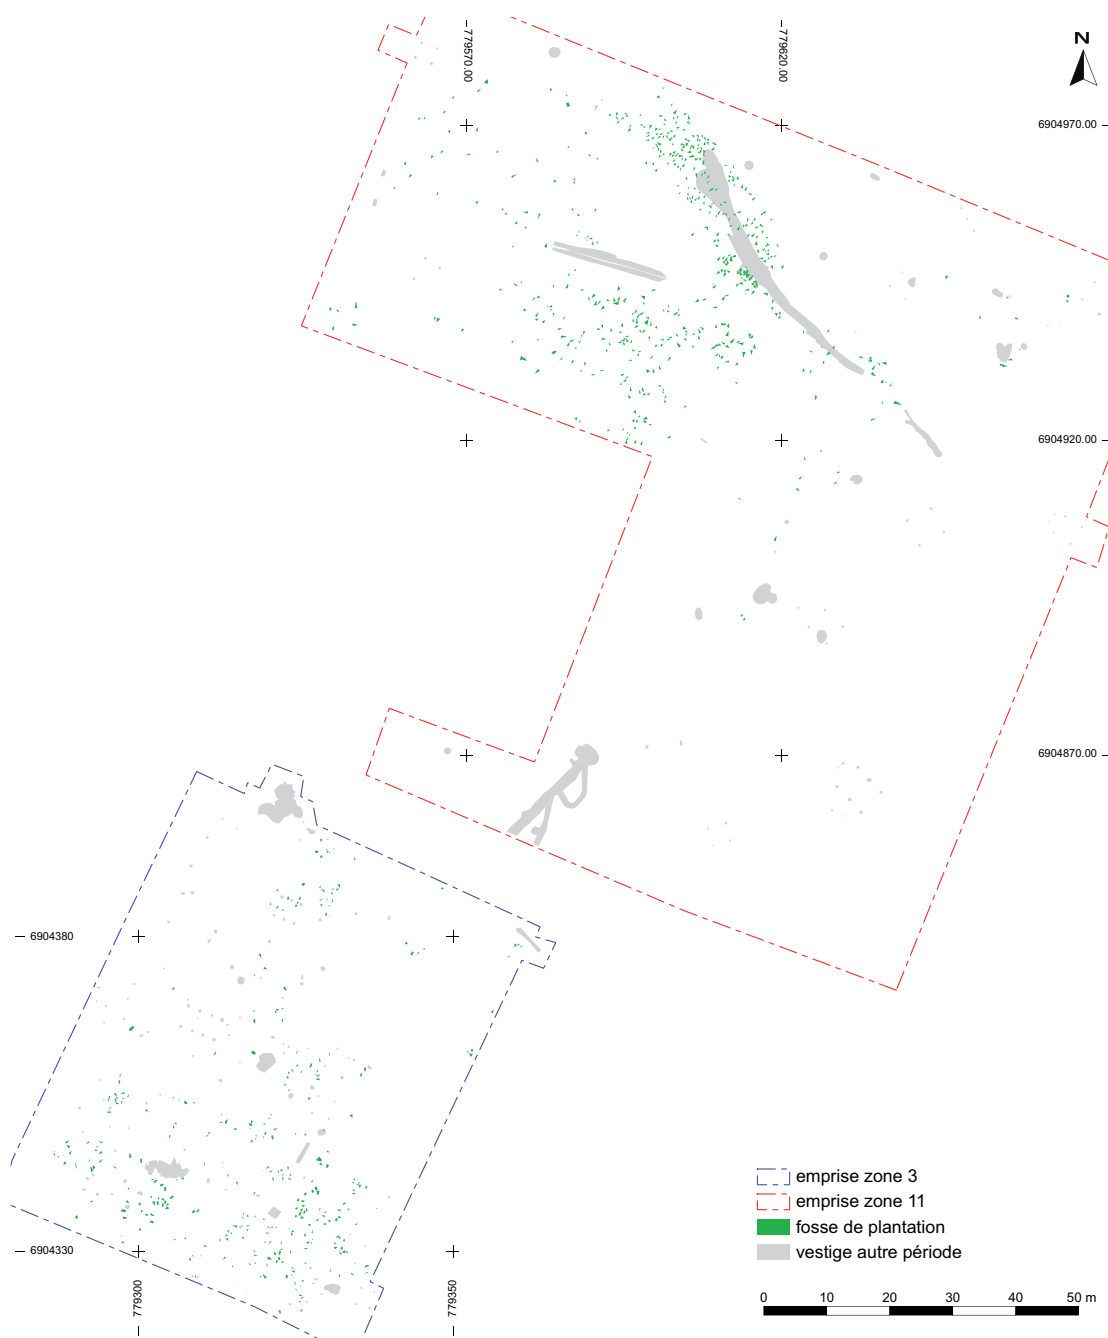 779570.00
779620.00
N
6904970.00
6904920.00
6904870.00
6904380
6904330
779300
779350
emprise zone 3
emprise zone 11
fosse de plantation
vestige autre période
0 10 20 30 40 50 m